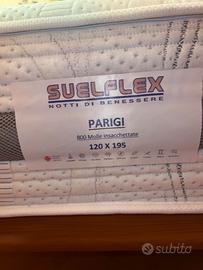 SUELFLEX
NOTTI DI BENESSERE
PARIGI
800 Molle insacchettate
120 X 195
subito